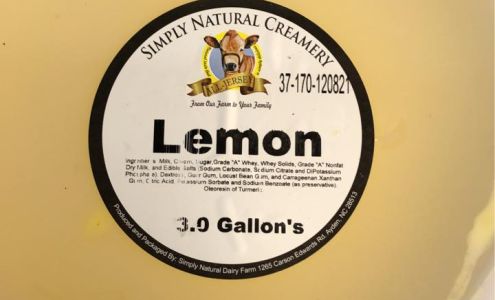 SIMPLY NATURAL CREAMERY
ALL-JERSEY
37-170-120821
From Our Farm to Your Family
Lemon
Milk, Cream, Sugar,Grade "A" Whey, Whey Solids, Grade "A" Nonfat
Dry Milk, and Edible Salts (Sodium Carbonate, Sodium Citrate and DiPotassium
Dextrose, Guar Gum, Locust Bean Gum, and Carrageenan.Xanthan
Gum, Citric Acid, Potassium Sorbate and Sodium Benzoate (as preservative).
Oleoresin of Turmeric
3.0 Gallon's
Produced and Packaged By: Simply Natural Dairy Farm 1265 Carson Edwards Rd. Ayden, NC 28513